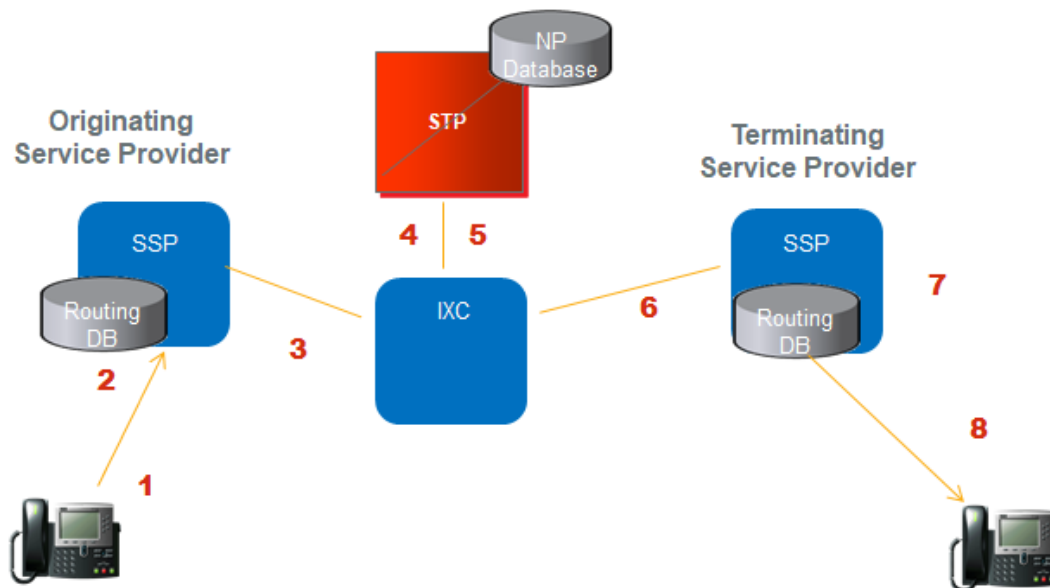 NP
Database
STP
Originating
Service Provider
Terminating
Service Provider
SSP
Routing
DB
4
5
IXC
SSP
Routing
DB
7
6
3
2
8
1